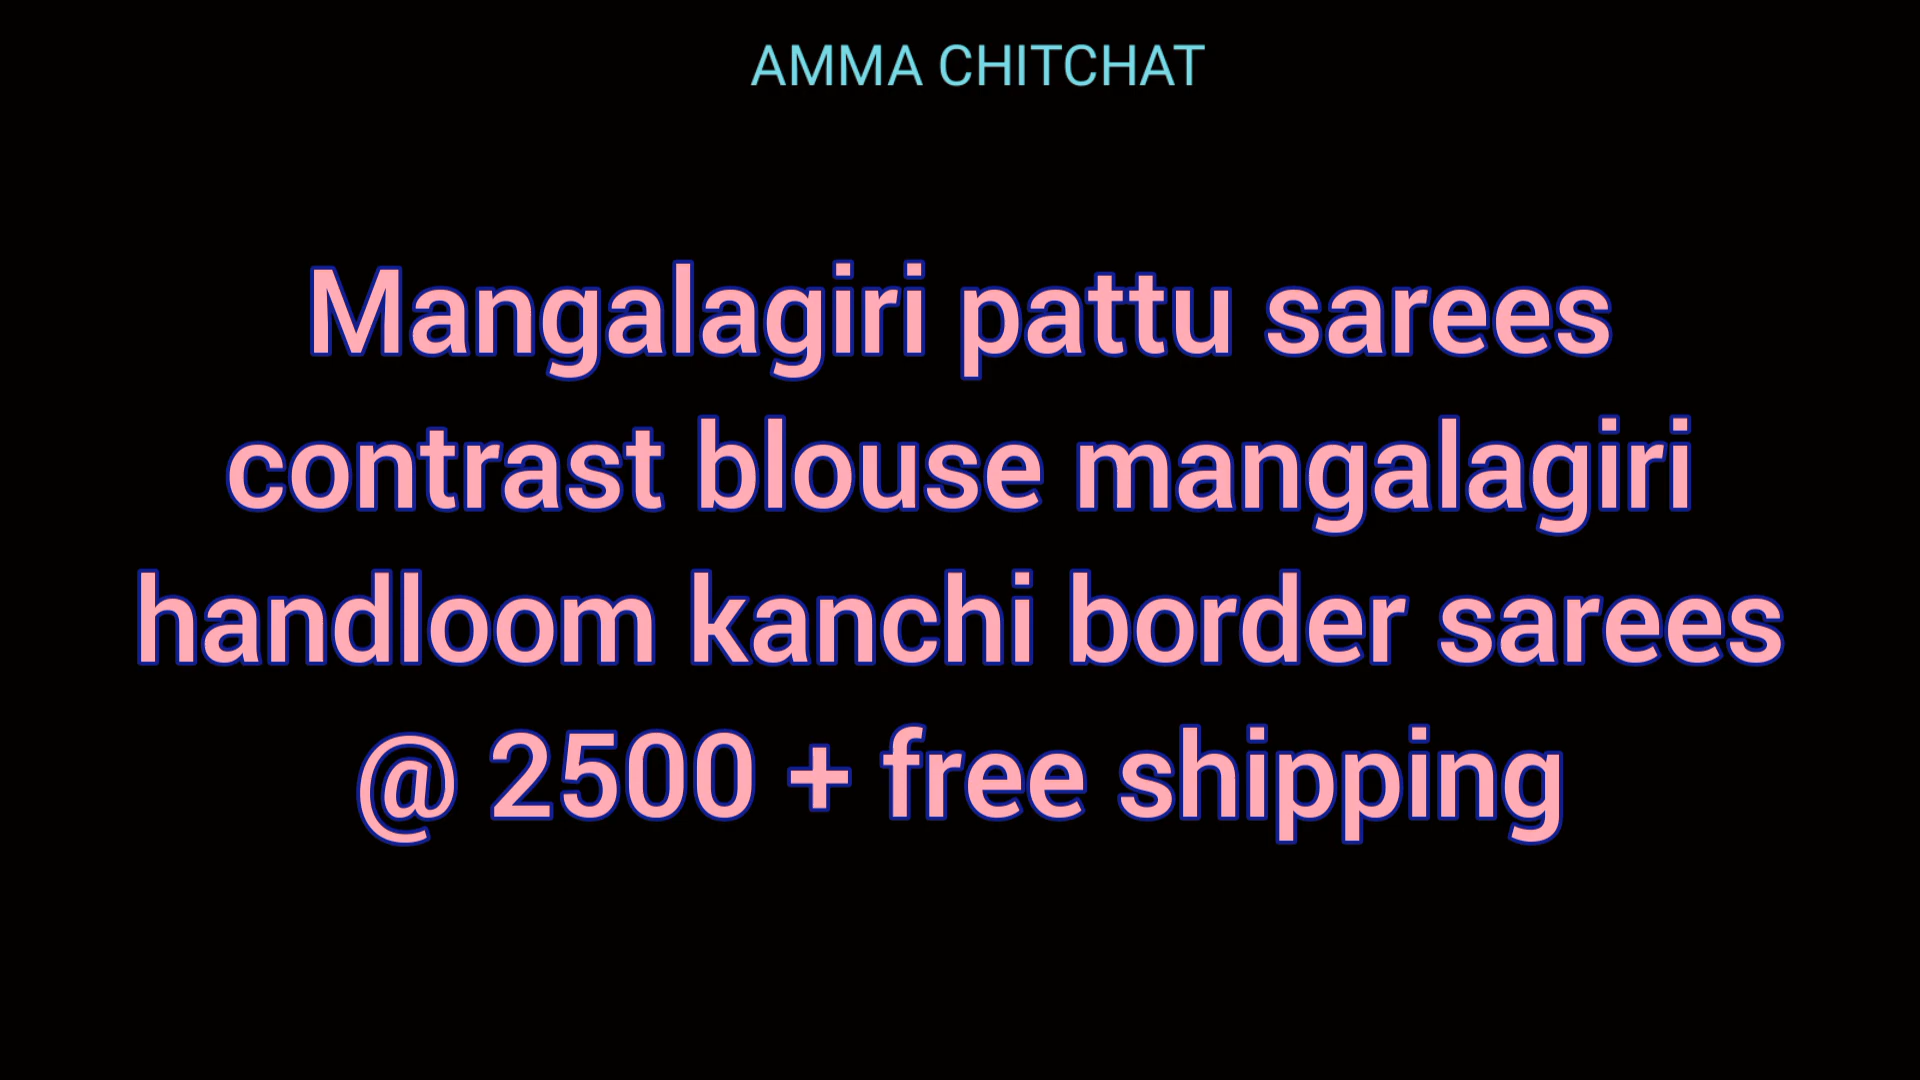 AMMA CHITCHAT
Mangalagiri pattu sarees
contrast blouse mangalagiri
handloom kanchi border sarees
@ 2500 + free shipping